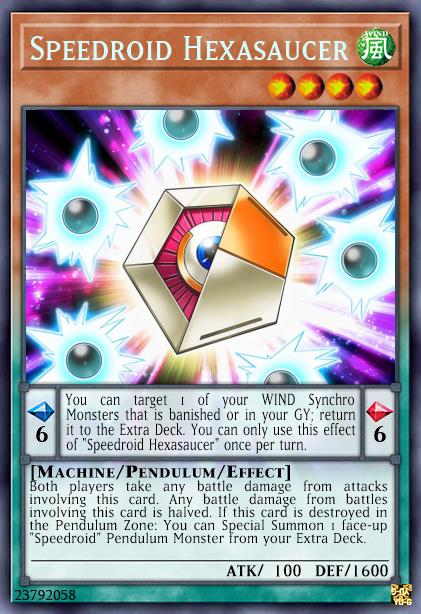 Speedroid Hexasaucer
WIND
風
You can target 1 of your WIND Synchro
Monsters that is banished or in your GY; return
it to the Extra Deck. You can only use this effect
of "Speedroid Hexasaucer" once per turn.
6
6
[Machine/Pendulum/Effect]
Both players take any battle damage from attacks
involving this card. Any battle damage from battles
involving this card is halved. If this card is destroyed in
the Pendulum Zone: You can Special Summon 1 face-up
"Speedroid" Pendulum Monster from your Extra Deck.
ATK/ 100 DEF/1600
23792058